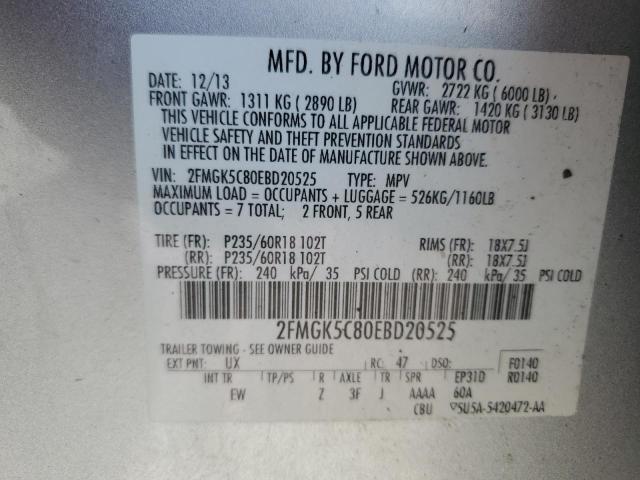 MFD. BY FORD MOTOR CO.
DATE: 12/13 GVWR: 2722 KG ( 6000 LB)
FRONT GAWR: 1311 KG ( 2890 LB) REAR GAWR: 1420 KG ( 3130 LB)
THIS VEHICLE CONFORMS TO ALL APPLICABLE FEDERAL MOTOR
VEHICLE SAFETY AND THEFT PREVENTION STANDARDS
IN EFFECT ON THE DATE OF MANUFACTURE SHOWN ABOVE.
VIN: 2FMGK5C80EBD20525 TYPE: MPV
MAXIMUM LOAD = OCCUPANTS + LUGGAGE = 526KG/1160LB
OCCUPANTS = 7 TOTAL; 2 FRONT, 5 REAR
TIRE (FR): P235/60R18 102T RIMS (FR): 18X7.5J
(RR): P235/60R18 102T (RR): 18X7.5J
PRESSURE (FR): 240 kPa/ 35 PSI COLD (RR): 240 kPa/ 35 PSI COLD
2FMGK5C80EBD20525
TRAILER TOWING - SEE OWNER GUIDE
EXT PNT: UX RC: 47 DSO: F0140
INT TR TP/PS R AXLE TR SPR EP31D R0140
EW Z 3F J AAAA 60A
CBU SU5A-5420472-AA